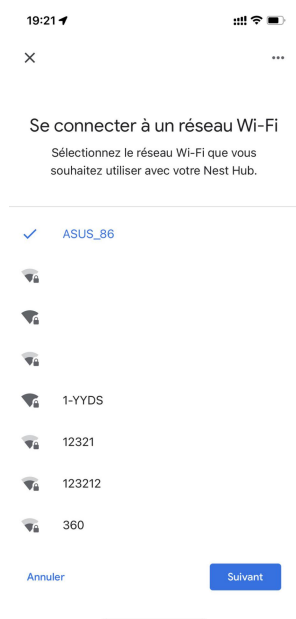 19:21
Se connecter à un réseau Wi-Fi
Sélectionnez le réseau Wi-Fi que vous
souhaitez utiliser avec votre Nest Hub.
ASUS_86
1-YYDS
12321
123212
360
Annuler
Suivant